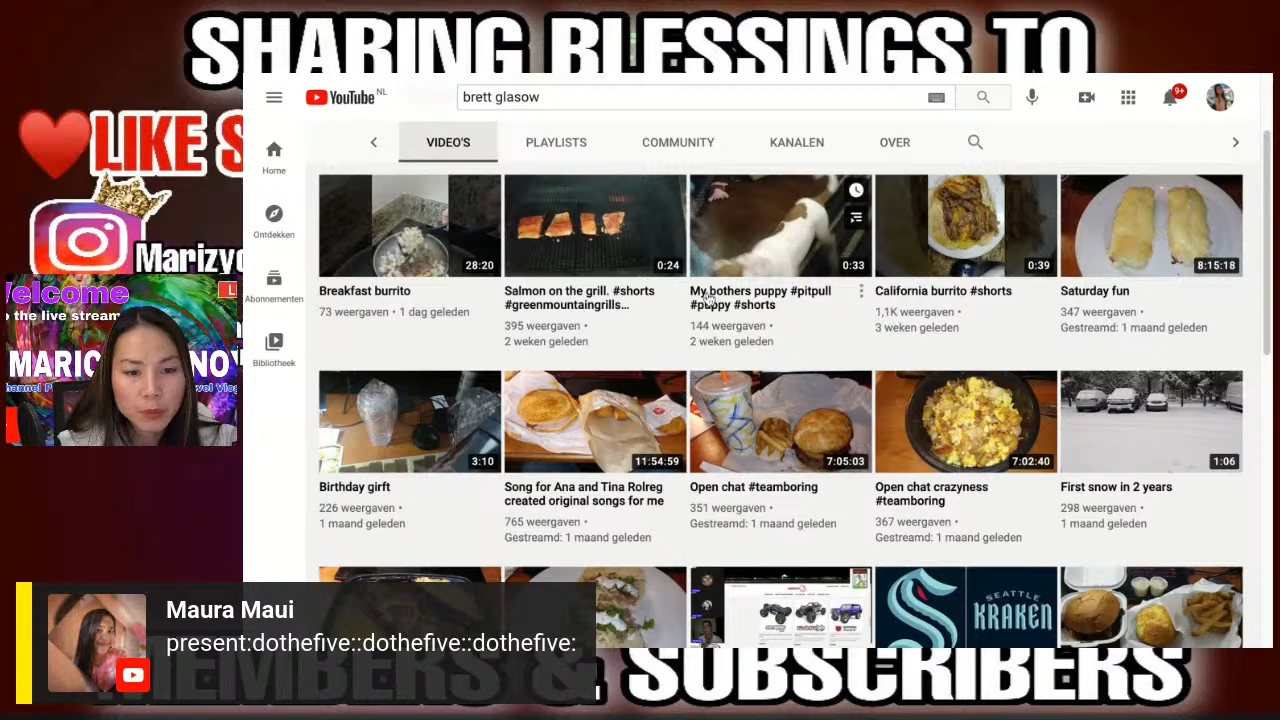 SHARING BLESSINGS TO
LIKE S
Marizy
Welcome
L
o the live stream
MARIC
NO
hannel P
vel Vlog
YouTube NL
brett glasow
9+
Home
Ontdekken
Abonnementen
Bibliotheek
VIDEO'S
PLAYLISTS
COMMUNITY
KANALEN
OVER
28:20
0:24
0:33
0:39
8:15:18
Breakfast burrito
73 weergaven • 1 dag geleden
Salmon on the grill. #shorts
#greenmountaingrills...
395 weergaven •
2 weken geleden
My bothers puppy #pitpull
#puppy #shorts
144 weergaven •
2 weken geleden
California burrito #shorts
1,1K weergaven •
3 weken geleden
Saturday fun
347 weergaven •
Gestreamd: 1 maand geleden
3:10
11:54:59
7:05:03
7:02:40
1:06
Birthday girft
226 weergaven •
1 maand geleden
Song for Ana and Tina Rolreg
created original songs for me
765 weergaven •
Gestreamd: 1 maand geleden
Open chat #teamboring
351 weergaven •
Gestreamd: 1 maand geleden
Open chat crazyness
#teamboring
367 weergaven •
Gestreamd: 1 maand geleden
First snow in 2 years
298 weergaven •
1 maand geleden
SEATTLE
KRAKEN
Maura Maui
present:dothefive::dothefive::dothefive:
MEMBERS & SUBSCRIBERS